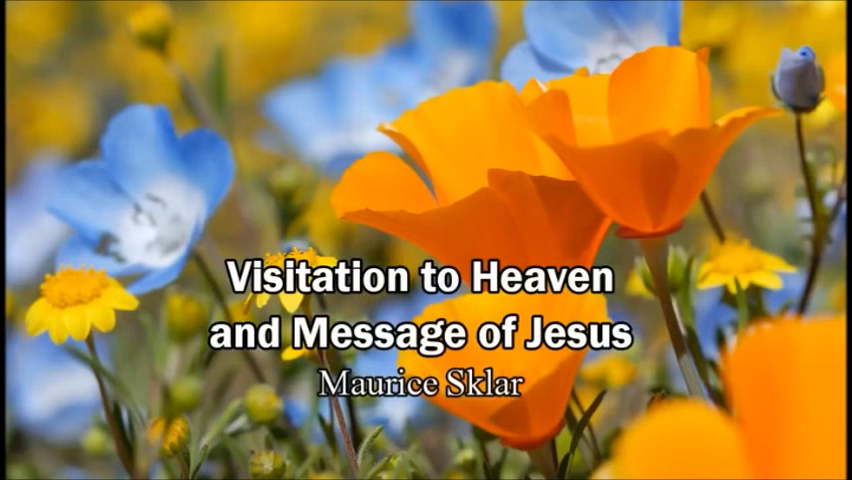 Visitation to Heaven
and Message of Jesus
Maurice Sklar